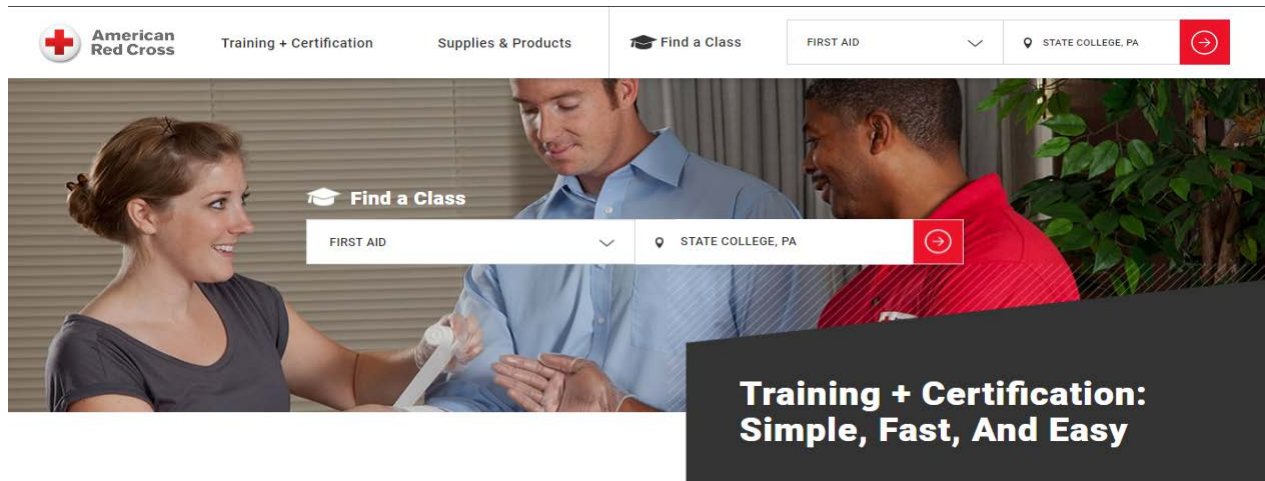 American
Red Cross
Training + Certification
Supplies & Products
Find a Class
FIRST AID
STATE COLLEGE, PA
Find a Class
FIRST AID
STATE COLLEGE, PA
Training + Certification:
Simple, Fast, And Easy